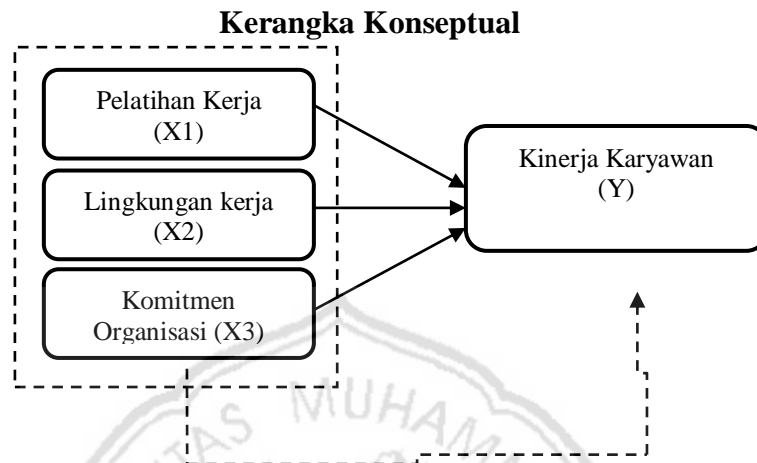 Kerangka Konseptual
Pelatihan Kerja
(X1)
Lingkungan kerja
(X2)
Komitmen
Organisasi (X3)
Kinerja Karyawan
(Y)